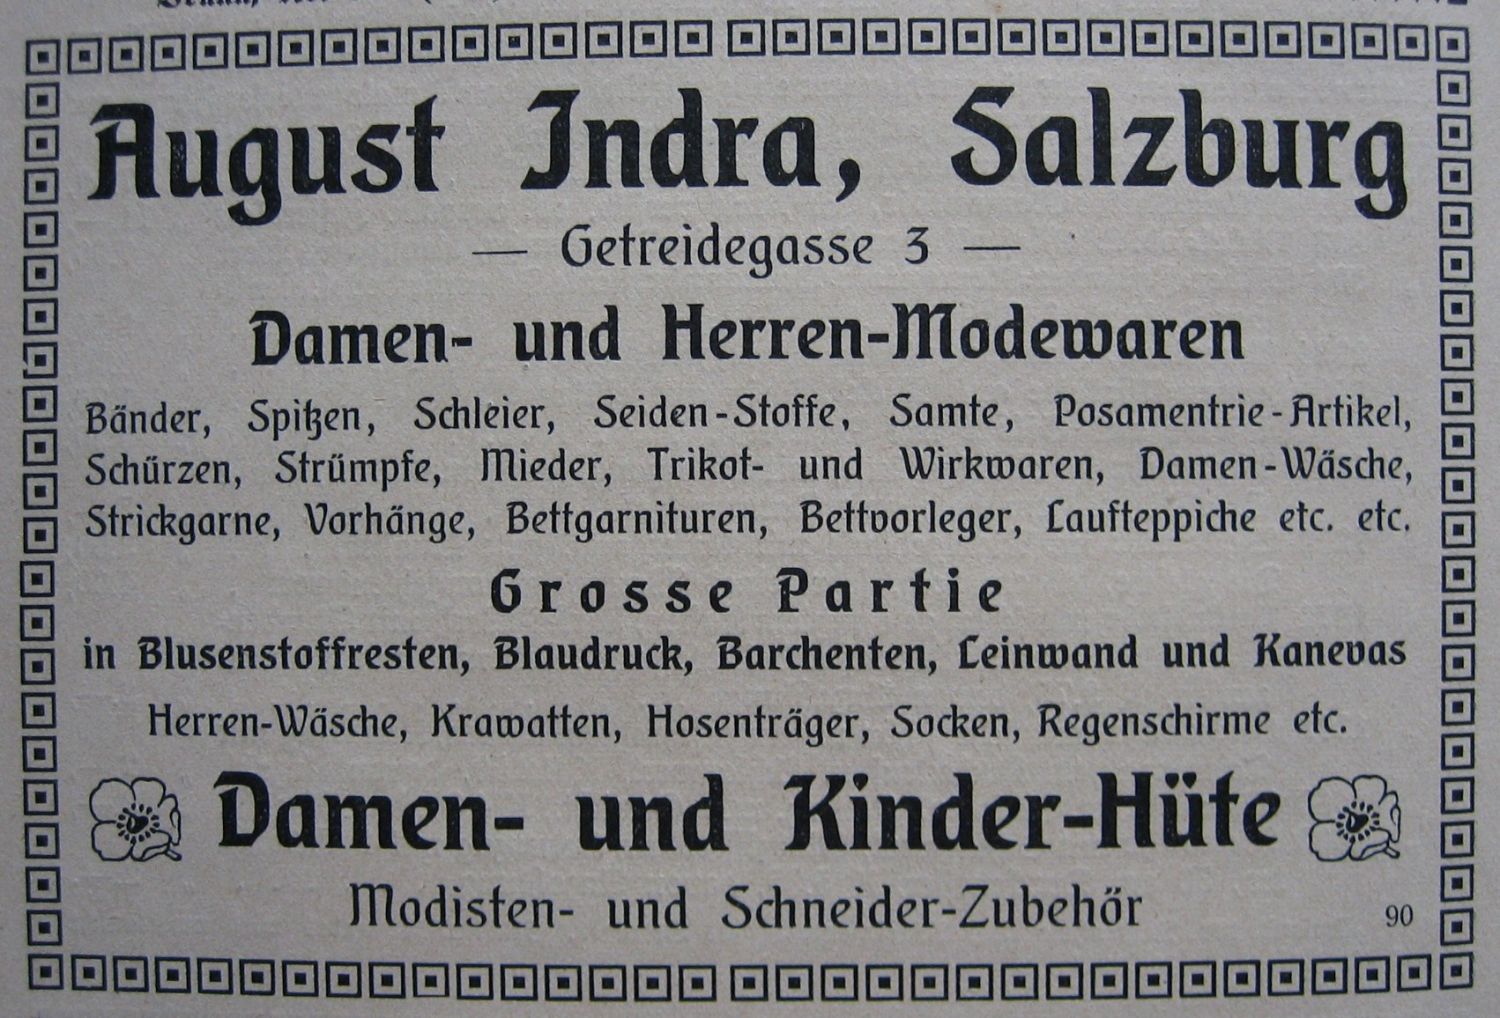 August Indra, Salzburg
— Getreidegasse 3 —
Damen- und Herren-Modewaren
Bänder, Spitzen, Schleier, Seiden-Stoffe, Samte, Posamentrie-Artikel,
Schürzen, Strümpfe, Mieder, Trikot- und Wirkwaren, Damen-Wäsche,
Strickgarne, Vorhänge, Bettgarnituren, Bettvorleger, Laufteppiche etc. etc.
Grosse Partie
in Blusenstoffresten, Blaudruck, Barchenten, Leinwand und Kanevas
Herren-Wäsche, Krawatten, Hosenträger, Socken, Regenschirme etc.
Damen- und Kinder-Hüte
Modisten- und Schneider-Zubehör
90